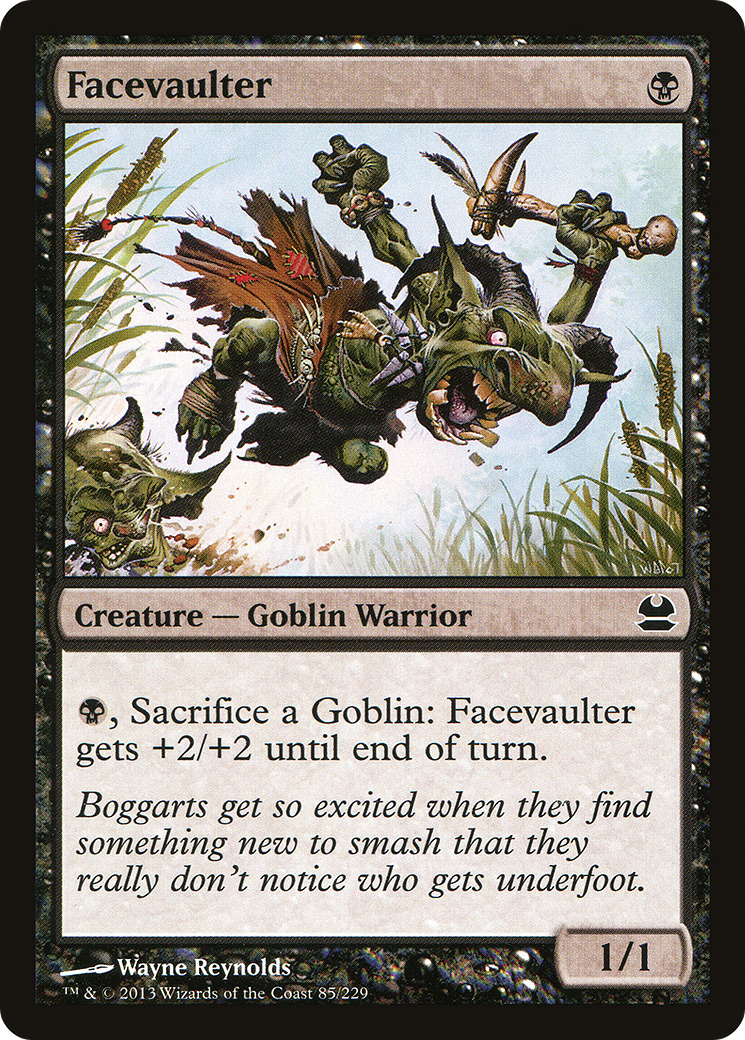 Facevaulter
Creature — Goblin Warrior
, Sacrifice a Goblin: Facevaulter
gets +2/+2 until end of turn.
Boggarts get so excited when they find
something new to smash that they
really don't notice who gets underfoot.
1/1
Wayne Reynolds
™ & © 2013 Wizards of the Coast 85/229